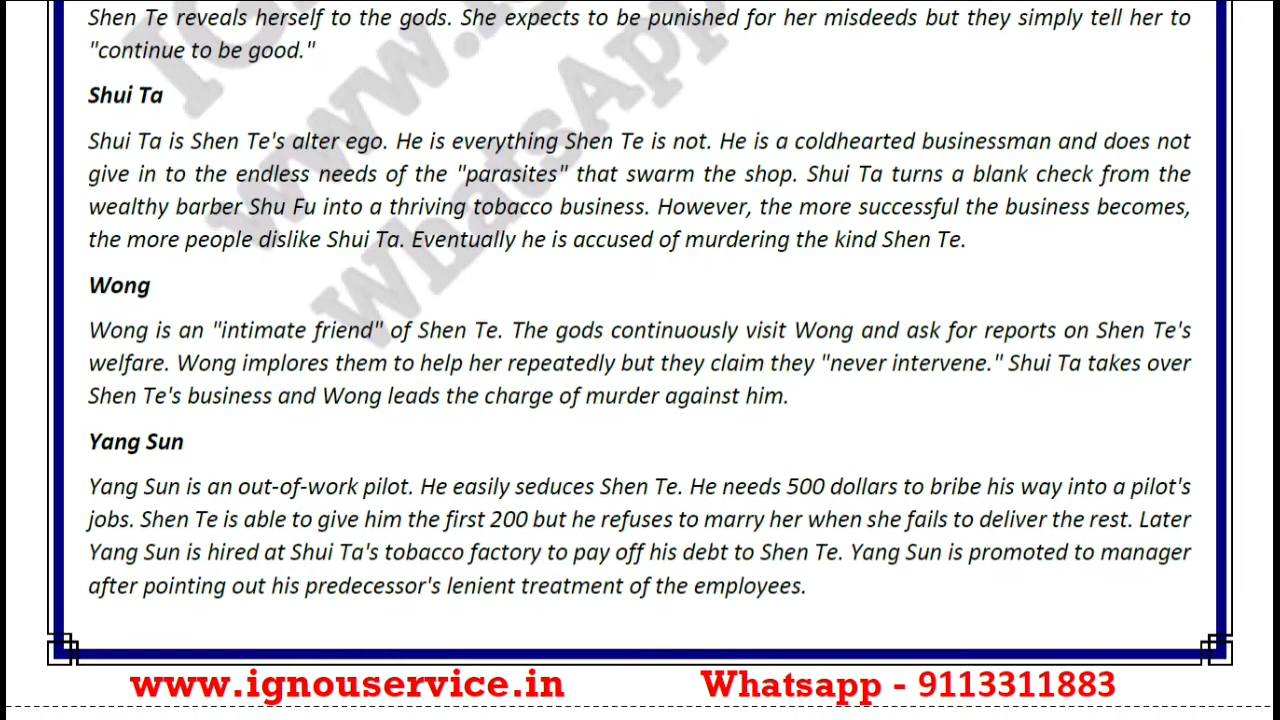 Shen Te reveals herself to the gods. She expects to be punished for her misdeeds but they simply tell her to
"continue to be good."
Shui Ta
Shui Ta is Shen Te's alter ego. He is everything Shen Te is not. He is a coldhearted businessman and does not
give in to the endless needs of the "parasites" that swarm the shop. Shui Ta turns a blank check from the
wealthy barber Shu Fu into a thriving tobacco business. However, the more successful the business becomes,
the more people dislike Shui Ta. Eventually he is accused of murdering the kind Shen Te.
Wong
Wong is an "intimate friend" of Shen Te. The gods continuously visit Wong and ask for reports on Shen Te's
welfare. Wong implores them to help her repeatedly but they claim they "never intervene." Shui Ta takes over
Shen Te's business and Wong leads the charge of murder against him.
Yang Sun
Yang Sun is an out-of-work pilot. He easily seduces Shen Te. He needs 500 dollars to bribe his way into a pilot's
jobs. Shen Te is able to give him the first 200 but he refuses to marry her when she fails to deliver the rest. Later
Yang Sun is hired at Shui Ta's tobacco factory to pay off his debt to Shen Te. Yang Sun is promoted to manager
after pointing out his predecessor's lenient treatment of the employees.
www.ignouservice.in
Whatsapp - 9113311883